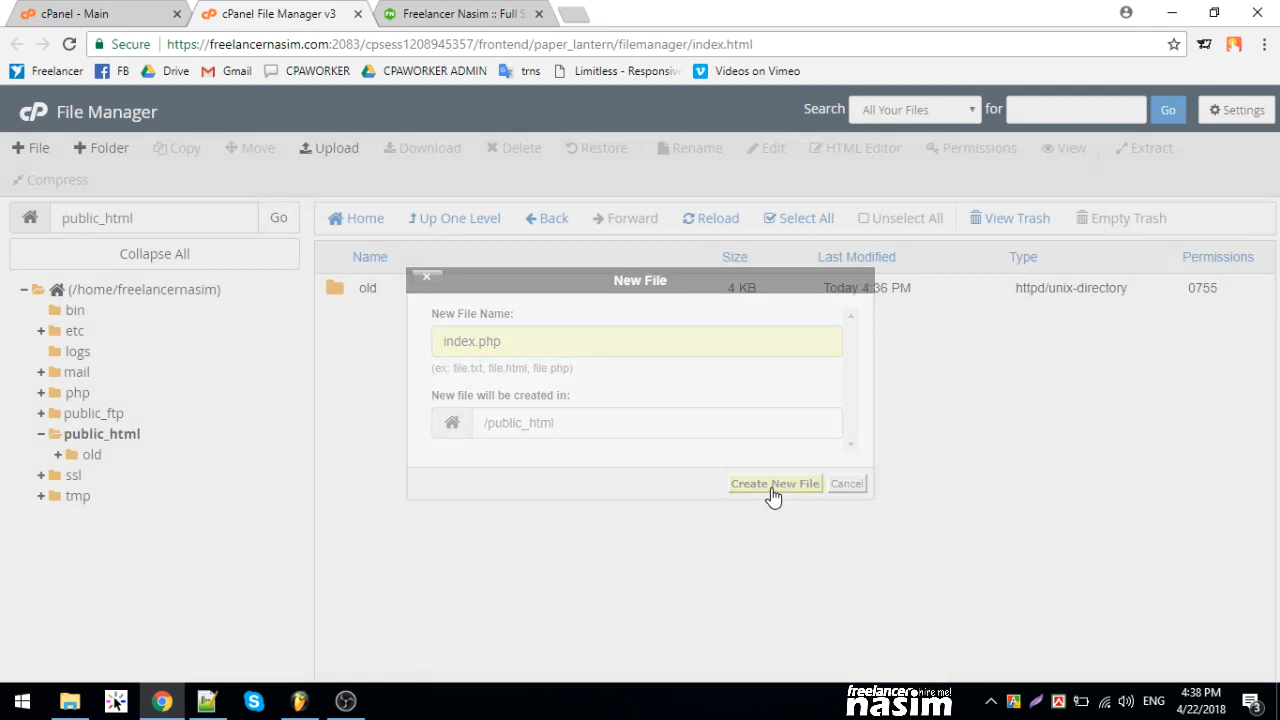 cPanel - Main
cPanel File Manager v3
Freelancer Nasim :: Full S
Secure
https://freelancernasim.com:2083/cpsess1208945357/frontend/paper_lantern/filemanager/index.html
Freelancer
FB
Drive
Gmail
CPAWORKER
CPAWORKER ADMIN
trns
Limitless - Responsiv
Videos on Vimeo
cP File Manager
Search
All Your Files
for
Go
Settings
File
Folder
Copy
Move
Upload
Download
Delete
Restore
Rename
Edit
HTML Editor
Permissions
View
Extract
Compress
public_html
Go
Home
Up One Level
Back
Forward
Reload
Select All
Unselect All
View Trash
Empty Trash
Collapse All
Name
Size
Last Modified
Type
Permissions
old
4 KB
Today 4:36 PM
httpd/unix-directory
0755
(/home/freelancernasim)
bin
etc
logs
mail
php
public_ftp
public_html
old
ssl
tmp
New File
New File Name:
index.php
(ex: file.txt, file.html, file.php)
New file will be created in:
/public_html
Create New File
Cancel
freelancer hire me!
nasim
ENG
4:38 PM
4/22/2018
3